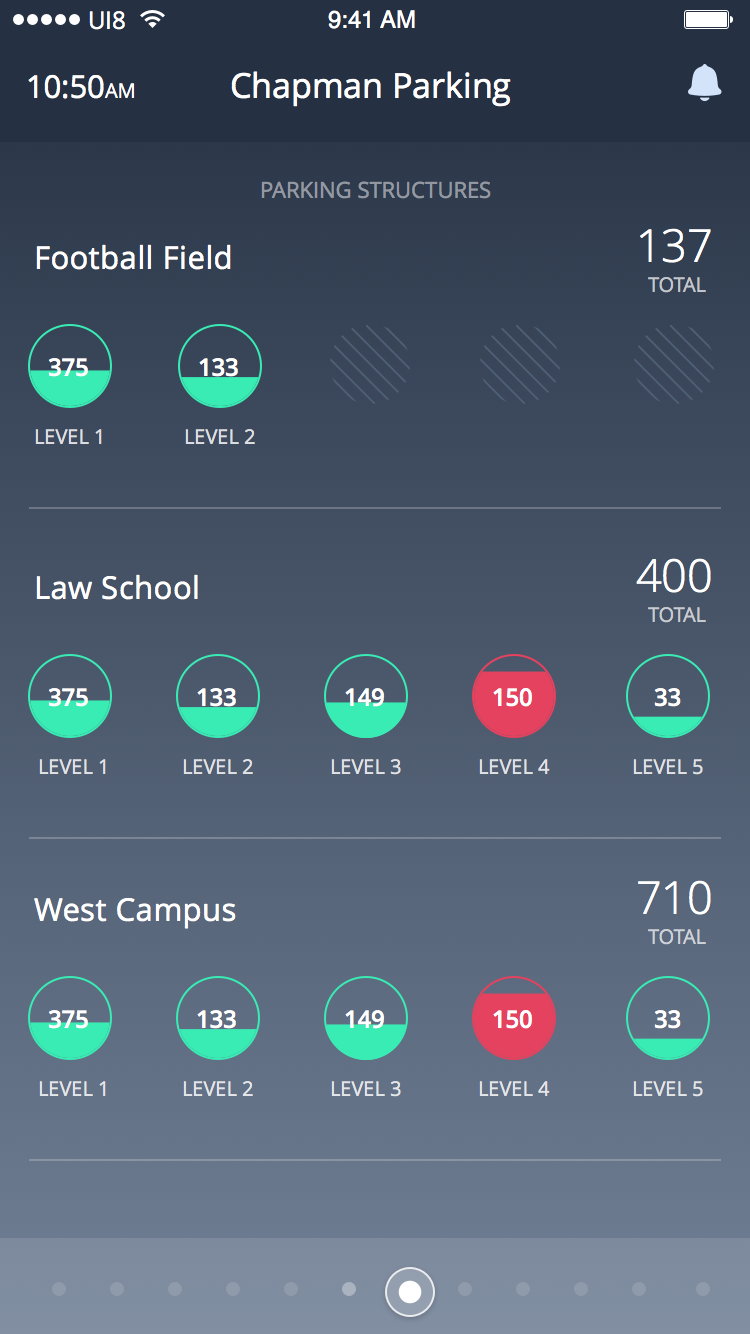 UI8 9:41 AM
10:50AM Chapman Parking
PARKING STRUCTURES
Football Field 137
TOTAL
375 133
LEVEL 1 LEVEL 2
Law School 400
TOTAL
375 133 149 150 33
LEVEL 1 LEVEL 2 LEVEL 3 LEVEL 4 LEVEL 5
West Campus 710
TOTAL
375 133 149 150 33
LEVEL 1 LEVEL 2 LEVEL 3 LEVEL 4 LEVEL 5